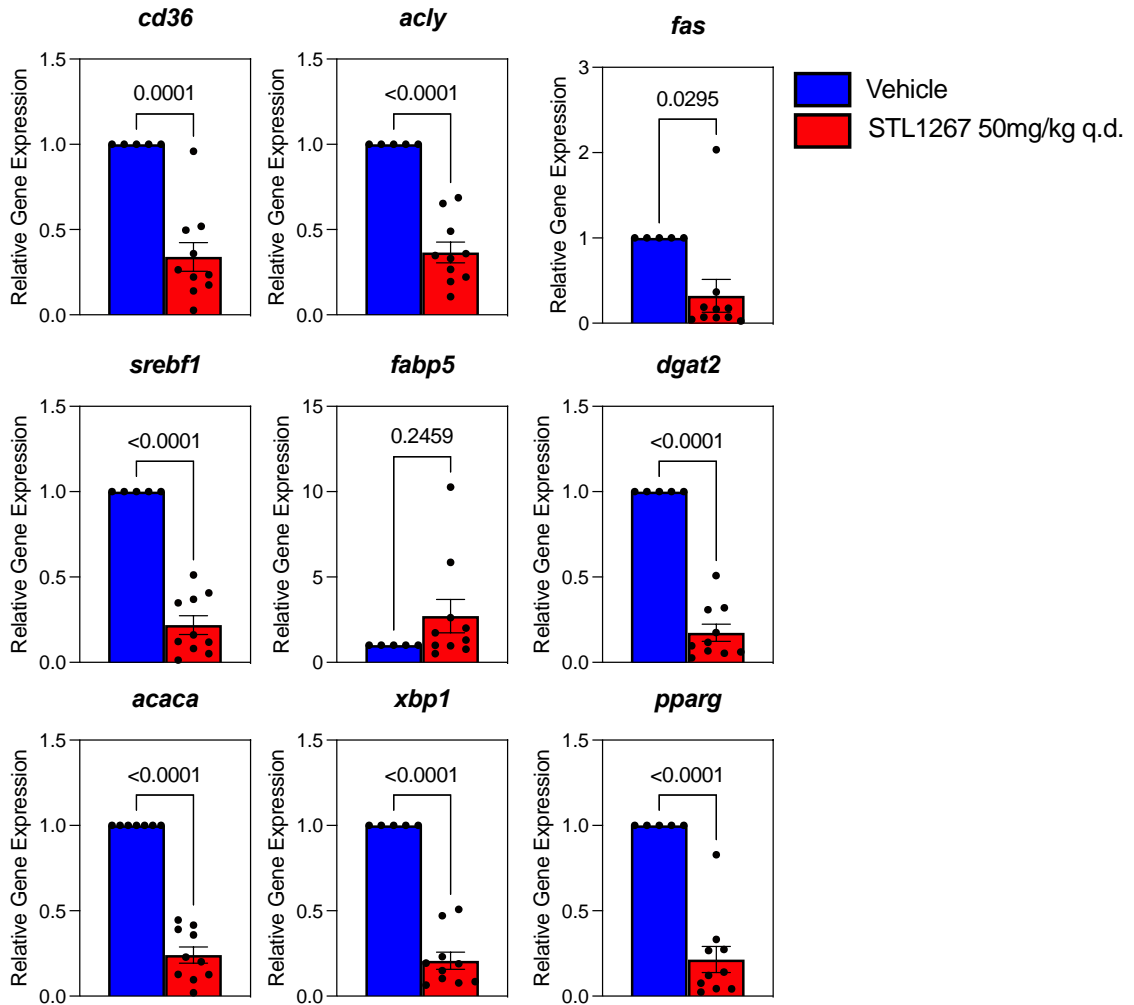 cd36
acly
fas
1.5
1.0
0.5
0.0
Relative Gene Expression
0.0001
1.5
1.0
0.5
0.0
Relative Gene Expression
<0.0001
3
2
1
0
Relative Gene Expression
0.0295
Vehicle
STL1267 50mg/kg q.d.
srebf1
fabp5
dgat2
1.5
1.0
0.5
0.0
Relative Gene Expression
<0.0001
15
10
5
0
Relative Gene Expression
0.2459
1.5
1.0
0.5
0.0
Relative Gene Expression
<0.0001
acaca
xbp1
pparg
1.5
1.0
0.5
0.0
Relative Gene Expression
<0.0001
1.5
1.0
0.5
0.0
Relative Gene Expression
<0.0001
1.5
1.0
0.5
0.0
Relative Gene Expression
<0.0001